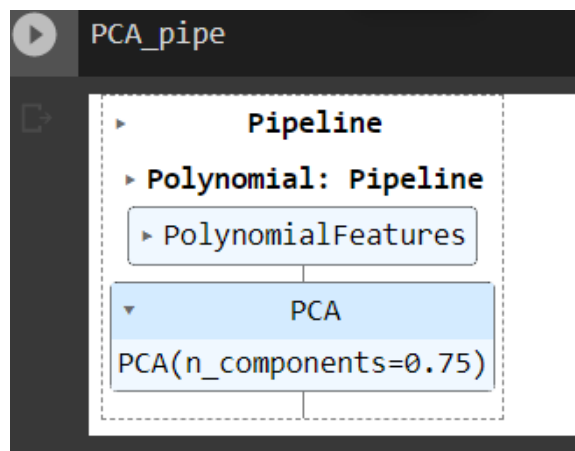 PCA_pipe
Pipeline
Polynomial: Pipeline
PolynomialFeatures
PCA
PCA(n_components=0.75)